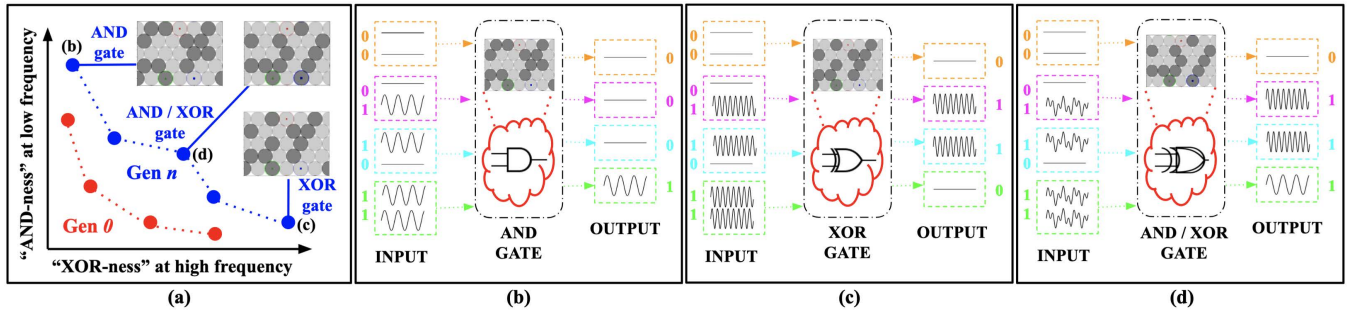 (b)
AND
gate
AND / XOR
gate
(d)
Gen n
XOR
gate
(c)
Gen 0
"AND-ness" at low frequency
"XOR-ness" at high frequency
(a)
0
0
0
1
1
0
1
1
INPUT
AND
GATE
0
0
0
1
OUTPUT
(b)
0
0
0
1
1
0
1
1
INPUT
XOR
GATE
0
1
1
0
OUTPUT
(c)
0
0
0
1
1
0
1
1
INPUT
AND / XOR
GATE
0
1
1
1
OUTPUT
(d)